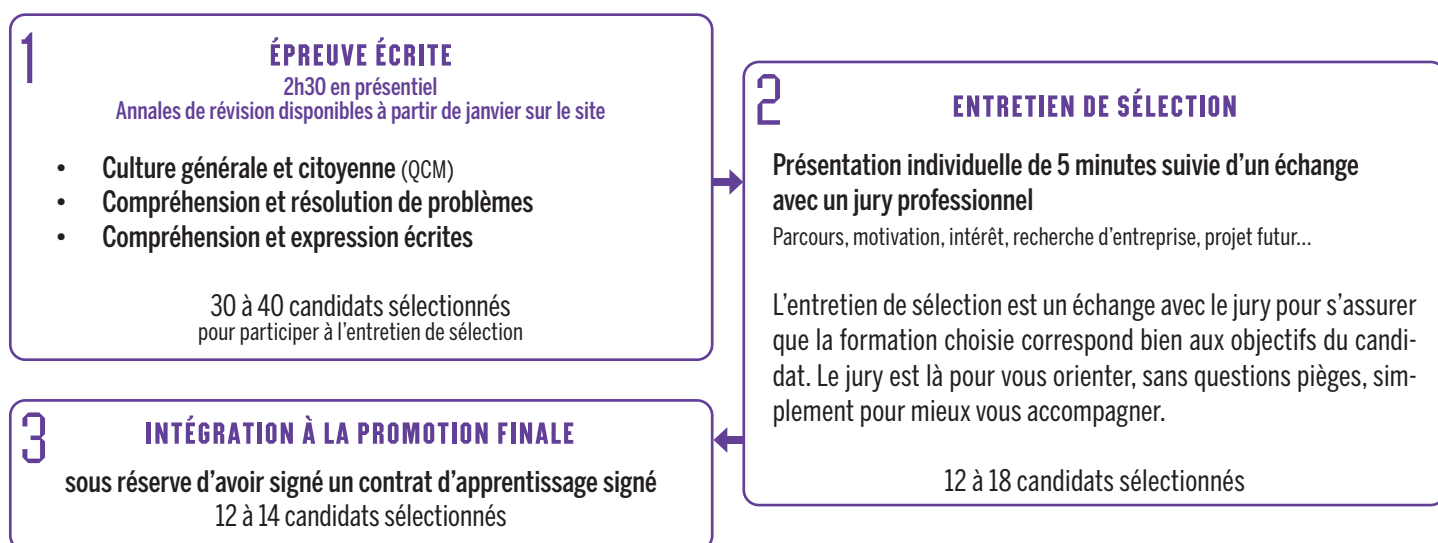 1
ÉPREUVE ÉCRITE
2h30 en présentiel
Annales de révision disponibles à partir de janvier sur le site
• Culture générale et citoyenne (QCM)
• Compréhension et résolution de problèmes
• Compréhension et expression écrites
30 à 40 candidats sélectionnés
pour participer à l'entretien de sélection
2
ENTRETIEN DE SÉLECTION
Présentation individuelle de 5 minutes suivie d'un échange
avec un jury professionnel
Parcours, motivation, intérêt, recherche d'entreprise, projet futur...
L'entretien de sélection est un échange avec le jury pour s'assurer
que la formation choisie correspond bien aux objectifs du candi-
dat. Le jury est là pour vous orienter, sans questions pièges, sim-
plement pour mieux vous accompagner.
12 à 18 candidats sélectionnés
3
INTÉGRATION À LA PROMOTION FINALE
sous réserve d'avoir signé un contrat d'apprentissage signé
12 à 14 candidats sélectionnés